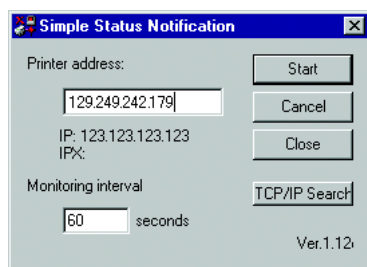 Simple Status Notification
Printer address:
129.249.242.179
IP: 123.123.123.123
IPX:
Monitoring interval
60 seconds
Start
Cancel
Close
TCP/IP Search
Ver.1.12